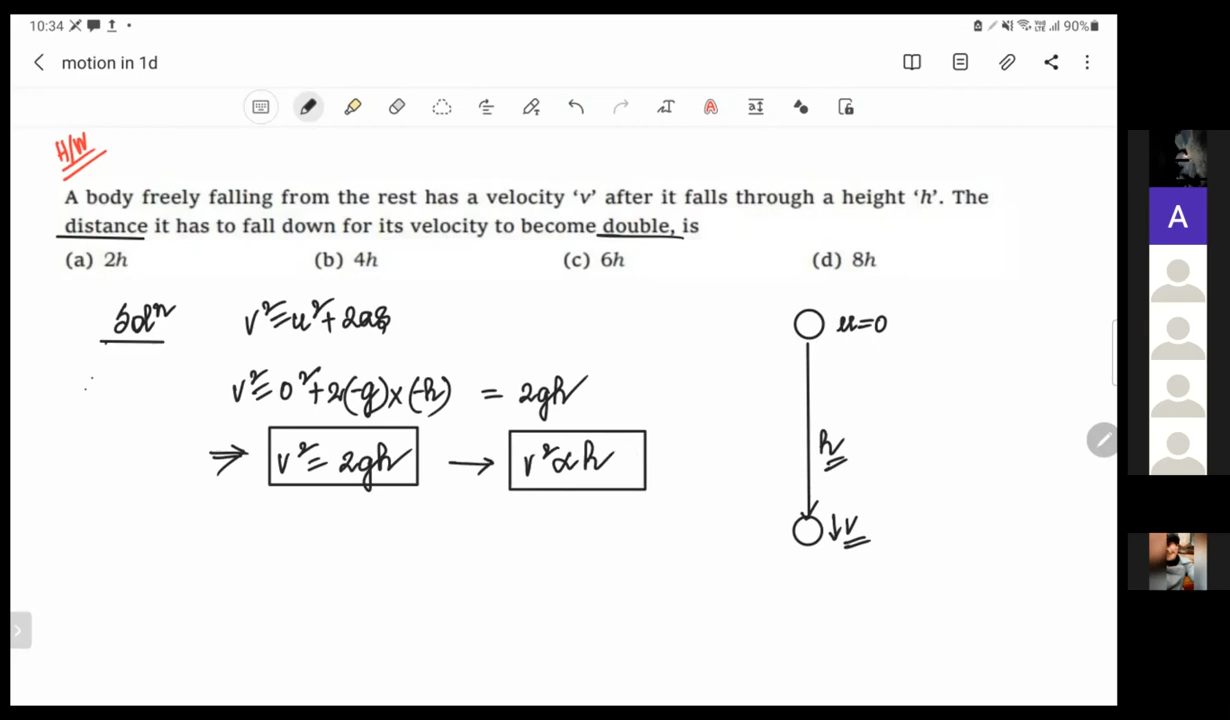 10:34 90%
motion in 1d
H/W
A body freely falling from the rest has a velocity ‘v’ after it falls through a height ‘h’. The
distance it has to fall down for its velocity to become double, is
(a) 2h (b) 4h (c) 6h (d) 8h
Solⁿ v² = u² + 2as
u=0
v² = 0² + 2(-g)×(-h) = 2gh
⇒ v² = 2gh → v² ∝ h
h
↓v
A